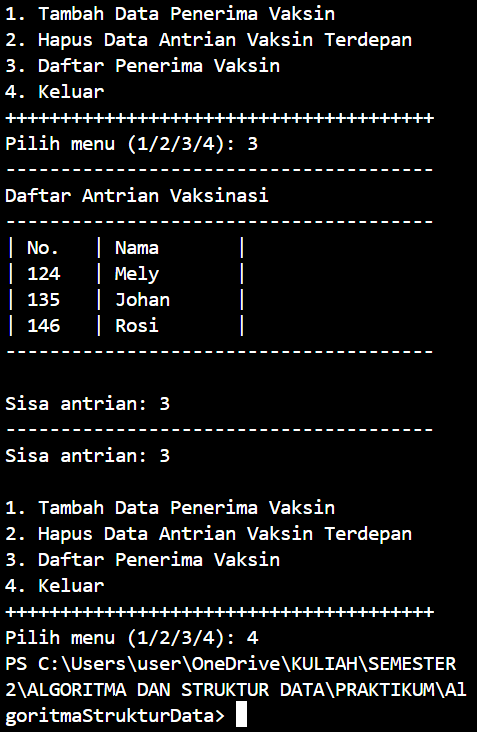 1. Tambah Data Penerima Vaksin
2. Hapus Data Antrian Vaksin Terdepan
3. Daftar Penerima Vaksin
4. Keluar
+++++++++++++++++++++++++++++++++++++++
Pilih menu (1/2/3/4): 3
---------------------------------------
Daftar Antrian Vaksinasi
---------------------------------------
| No.   | Nama       |
| 124   | Mely       |
| 135   | Johan      |
| 146   | Rosi       |
---------------------------------------

Sisa antrian: 3
---------------------------------------
Sisa antrian: 3

1. Tambah Data Penerima Vaksin
2. Hapus Data Antrian Vaksin Terdepan
3. Daftar Penerima Vaksin
4. Keluar
+++++++++++++++++++++++++++++++++++++++
Pilih menu (1/2/3/4): 4
PS C:\Users\user\OneDrive\KULIAH\SEMESTER
2\ALGORITMA DAN STRUKTUR DATA\PRAKTIKUM\Al
goritmaStrukturData>